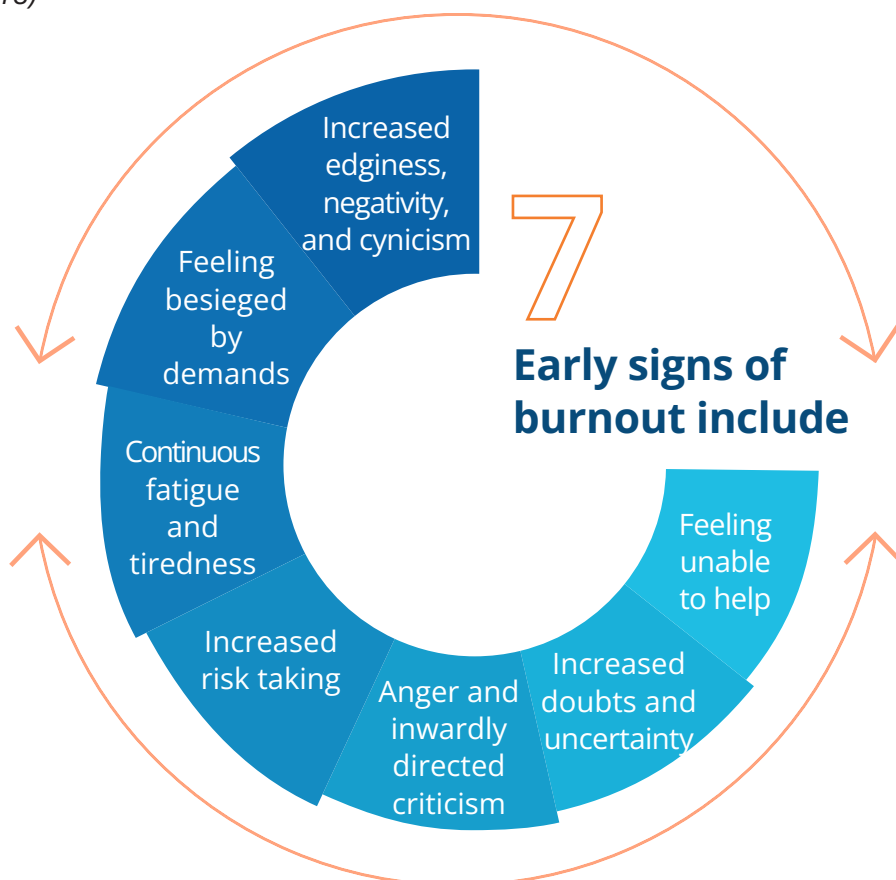 7
Early signs of
burnout include
Increased
edginess,
negativity,
and cynicism
Feeling
besieged
by
demands
Continuous
fatigue
and
tiredness
Increased
risk taking
Anger and
inwardly
directed
criticism
Increased
doubts and
uncertainty
Feeling
unable
to help